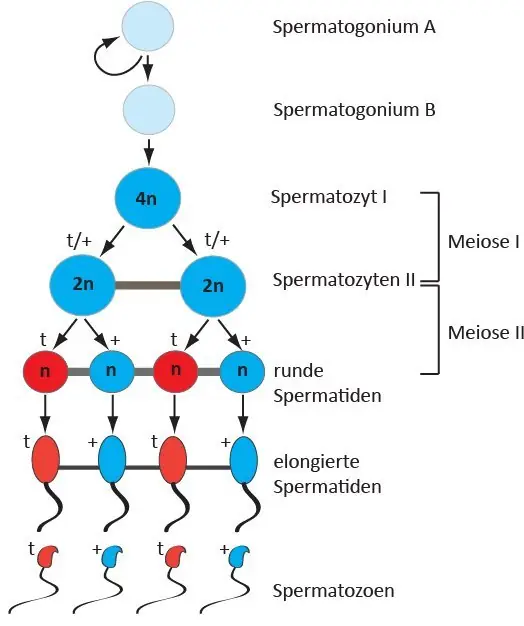 Spermatogonium A
Spermatogonium B
4n
Spermatozyt I
Meiose I
t/+ t/+
2n 2n
Spermatozyten II
Meiose II
t + t +
n n n n
runde
Spermatiden
t + t +
elongierte
Spermatiden
t + t +
Spermatozoen